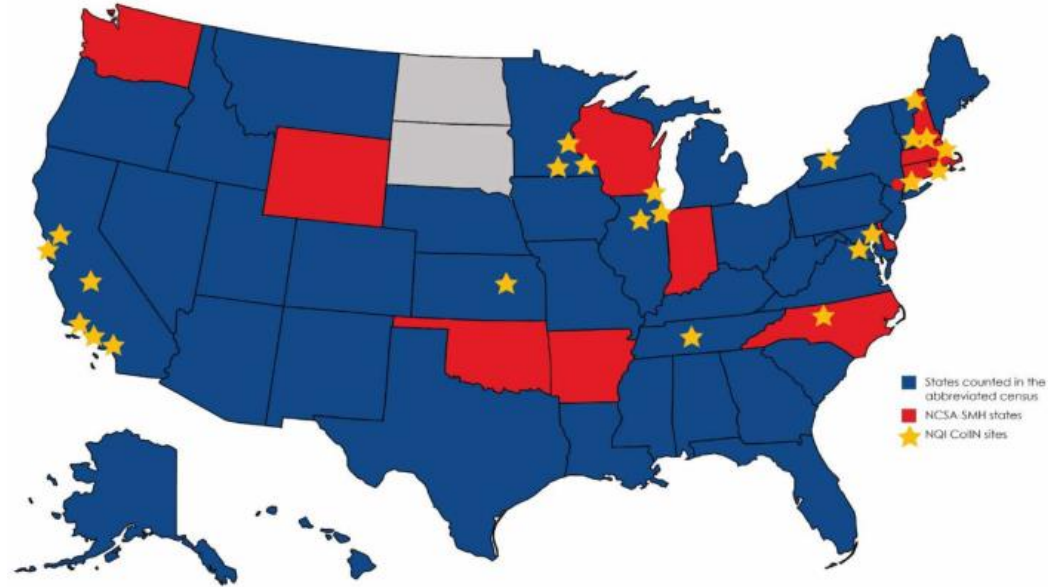 States counted in the
abbreviated census
NCSA SMH states
NQI CoIIN sites